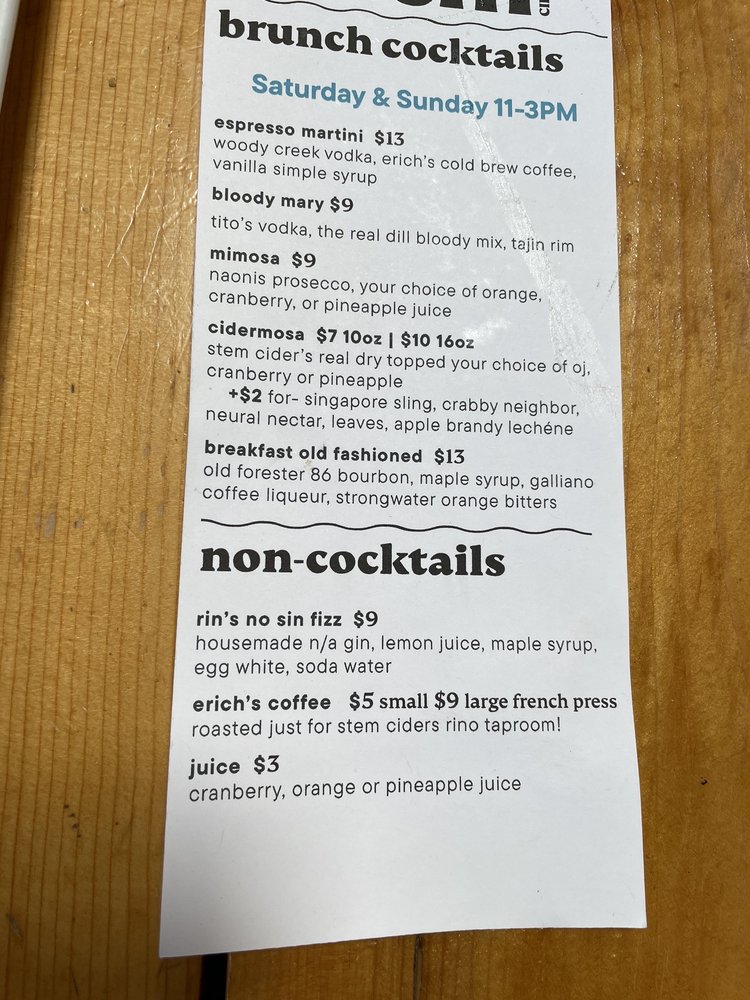 brunch cocktails
Saturday & Sunday 11-3PM
espresso martini $13
woody creek vodka, erich's cold brew coffee,
vanilla simple syrup
bloody mary $9
tito's vodka, the real dill bloody mix, tajin rim
mimosa $9
naonis prosecco, your choice of orange,
cranberry, or pineapple juice
cidermosa $7 10oz | $10 16oz
stem cider's real dry topped your choice of oj,
cranberry or pineapple
+$2 for- singapore sling, crabby neighbor,
neural nectar, leaves, apple brandy lechéne
breakfast old fashioned $13
old forester 86 bourbon, maple syrup, galliano
coffee liqueur, strongwater orange bitters
non-cocktails
rin's no sin fizz $9
housemade n/a gin, lemon juice, maple syrup,
egg white, soda water
erich's coffee $5 small $9 large french press
roasted just for stem ciders rino taproom!
juice $3
cranberry, orange or pineapple juice